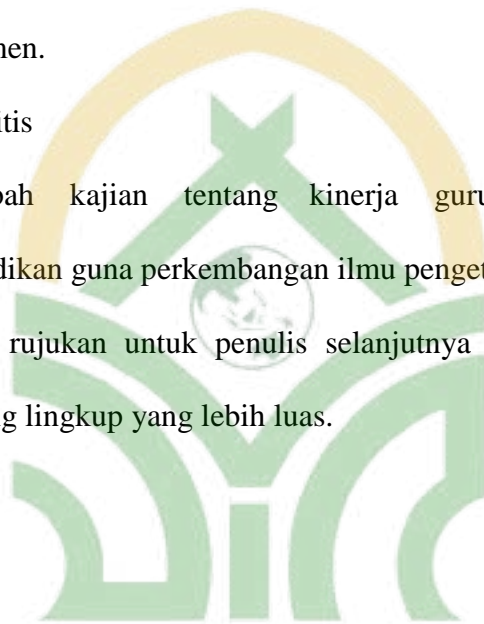 nen.
itis
bah kajian tentang kinerja guru
dikan guna perkembangan ilmu penget
rujukan untuk penulis selanjutnya
g lingkup yang lebih luas.